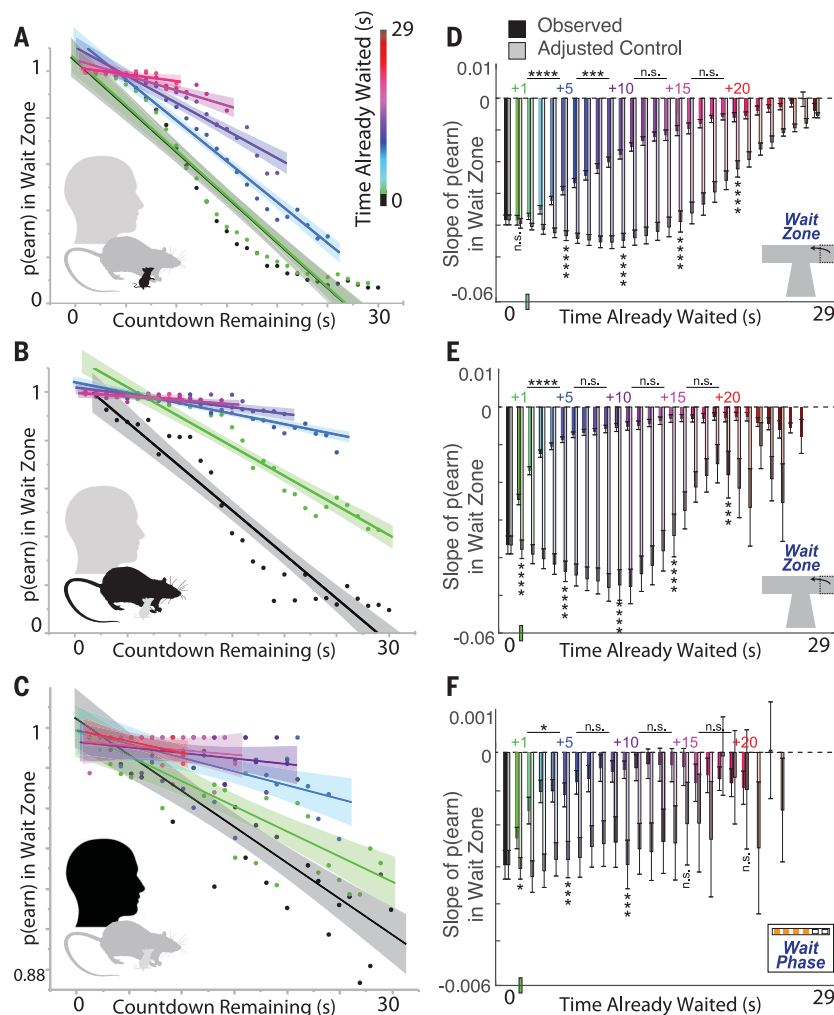 A
1
0
p(earn) in Wait Zone
0
Countdown Remaining (s)
30
Time Already Waited (s)
29
0
B
1
0
p(earn) in Wait Zone
0
Countdown Remaining (s)
30
C
1
0.88
p(earn) in Wait Zone
0
Countdown Remaining (s)
30
Observed
Adjusted Control
D
0.01
0
-0.06
Slope of p(earn)
in Wait Zone
**** *** n.s. n.s.
+1 +5 +10 +15 +20
n.s. **** **** **** ****
Wait
Zone
0
Time Already Waited (s)
29
E
0.01
0
-0.06
Slope of p(earn)
in Wait Zone
**** n.s. n.s. n.s.
+1 +5 +10 +15 +20
**** **** **** **** ***
Wait
Zone
0
Time Already Waited (s)
29
F
0.001
0
-0.006
Slope of p(earn)
in Wait Zone
* n.s. n.s. n.s.
+1 +5 +10 +15 +20
* *** *** n.s. n.s.
Wait
Phase
0
Time Already Waited (s)
29